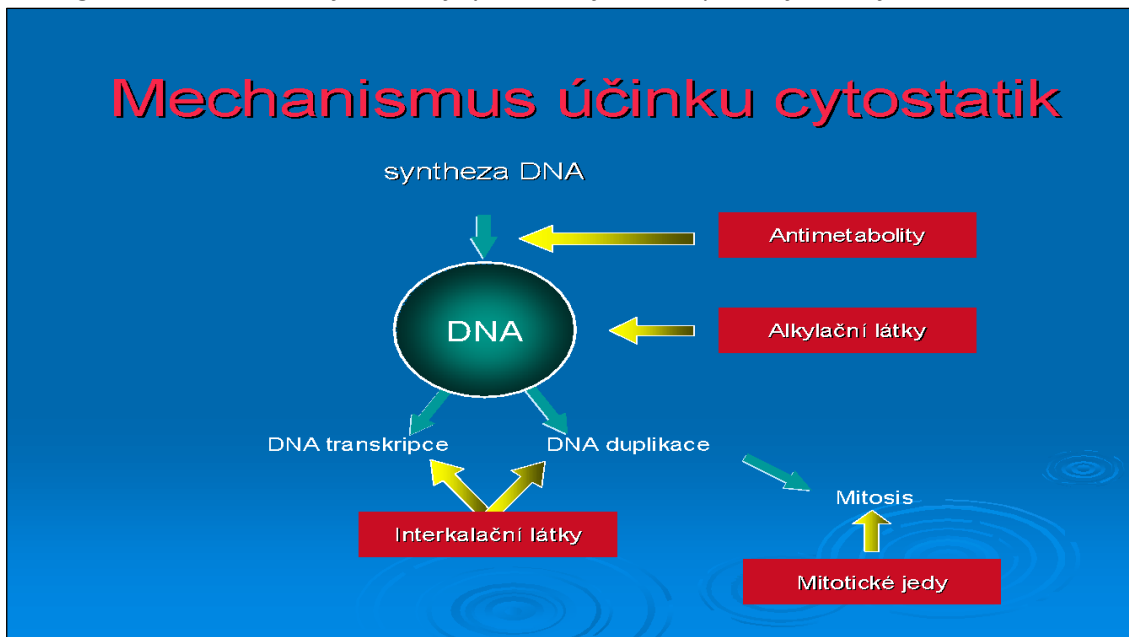 Mechanismus účinku cytostatik
syntheza DNA
Antimetabolity
DNA
Alkylační látky
DNA transkripce
DNA duplikace
Mitosis
Interkalační látky
Mitotické jedy